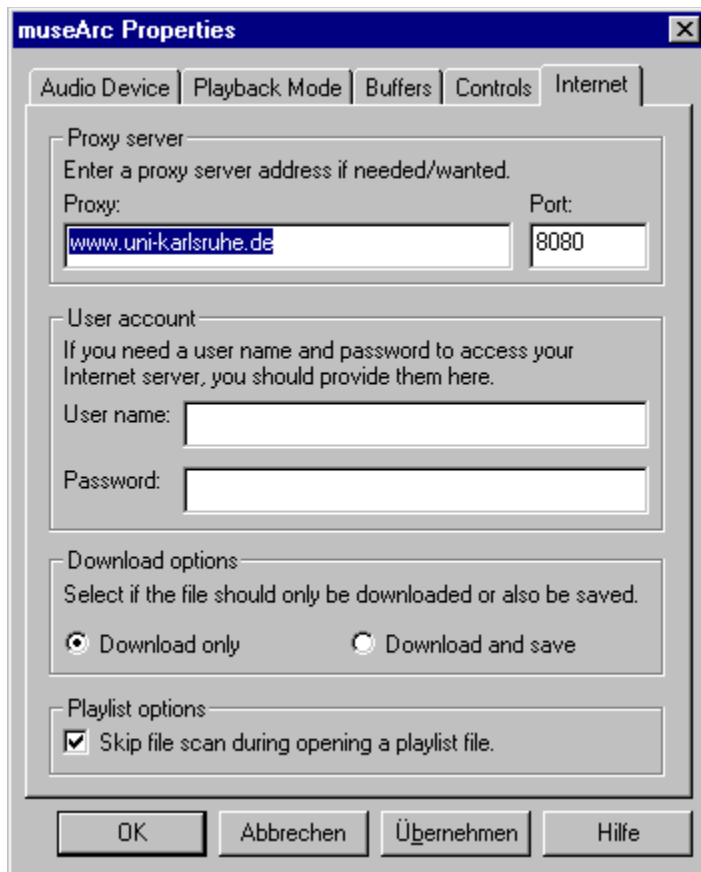 museArc Properties
Audio Device Playback Mode Buffers Controls Internet
Proxy server
Enter a proxy server address if needed/wanted.
Proxy: Port:
www.uni-karlsruhe.de 8080
User account
If you need a user name and password to access your
Internet server, you should provide them here.
User name:
Password:
Download options
Select if the file should only be downloaded or also be saved.
Download only Download and save
Playlist options
Skip file scan during opening a playlist file.
OK Abbrechen Übernehmen Hilfe